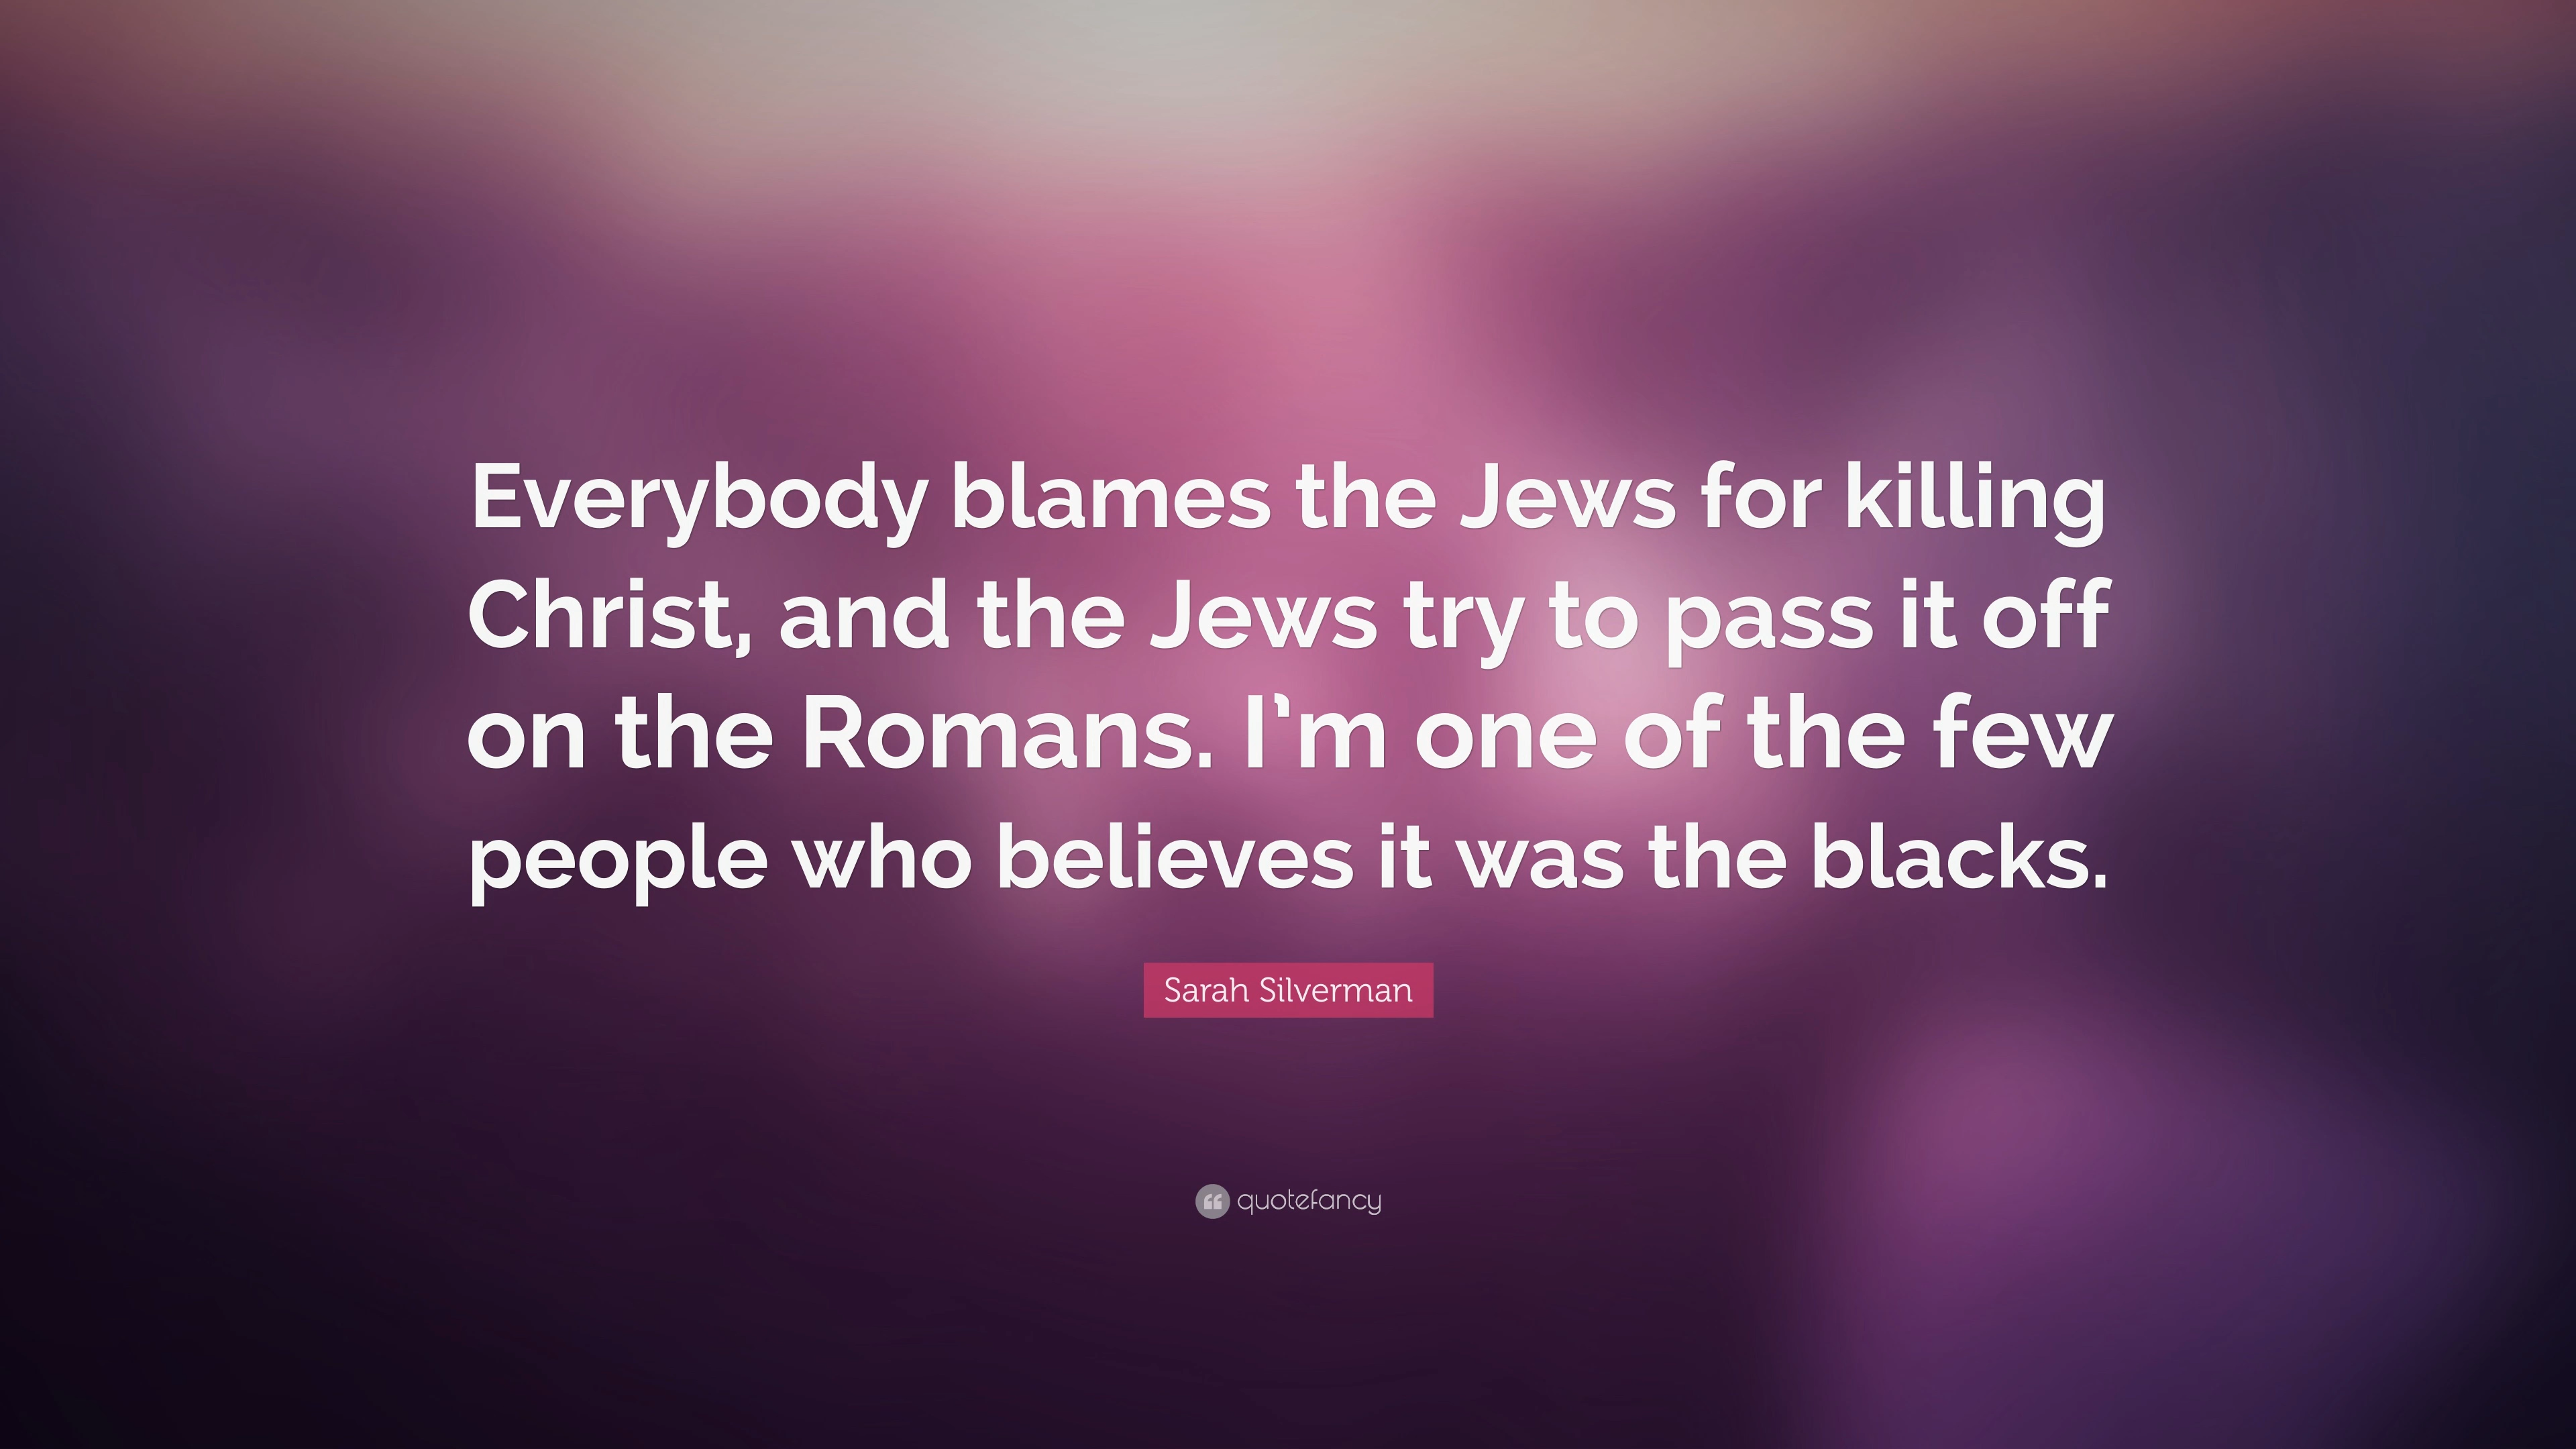 Everybody blames the Jews for killing
Christ, and the Jews try to pass it off
on the Romans. I’m one of the few
people who believes it was the blacks.
Sarah Silverman
quotefancy